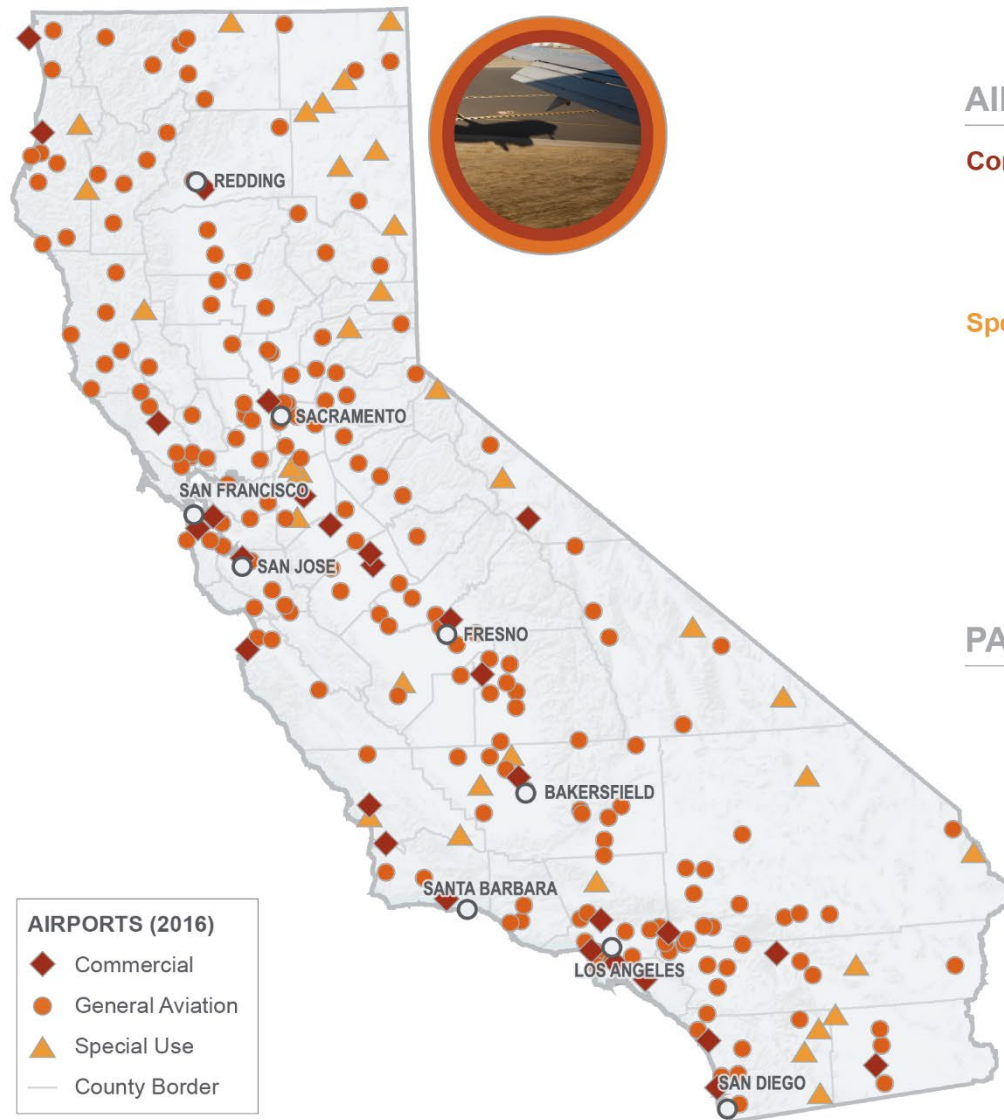 REDDING
SACRAMENTO
SAN FRANCISCO
SAN JOSE
FRESNO
BAKERSFIELD
SANTA BARBARA
LOS ANGELES
SAN DIEGO
AIRPORTS (2016)
Commercial
General Aviation
Special Use
County Border